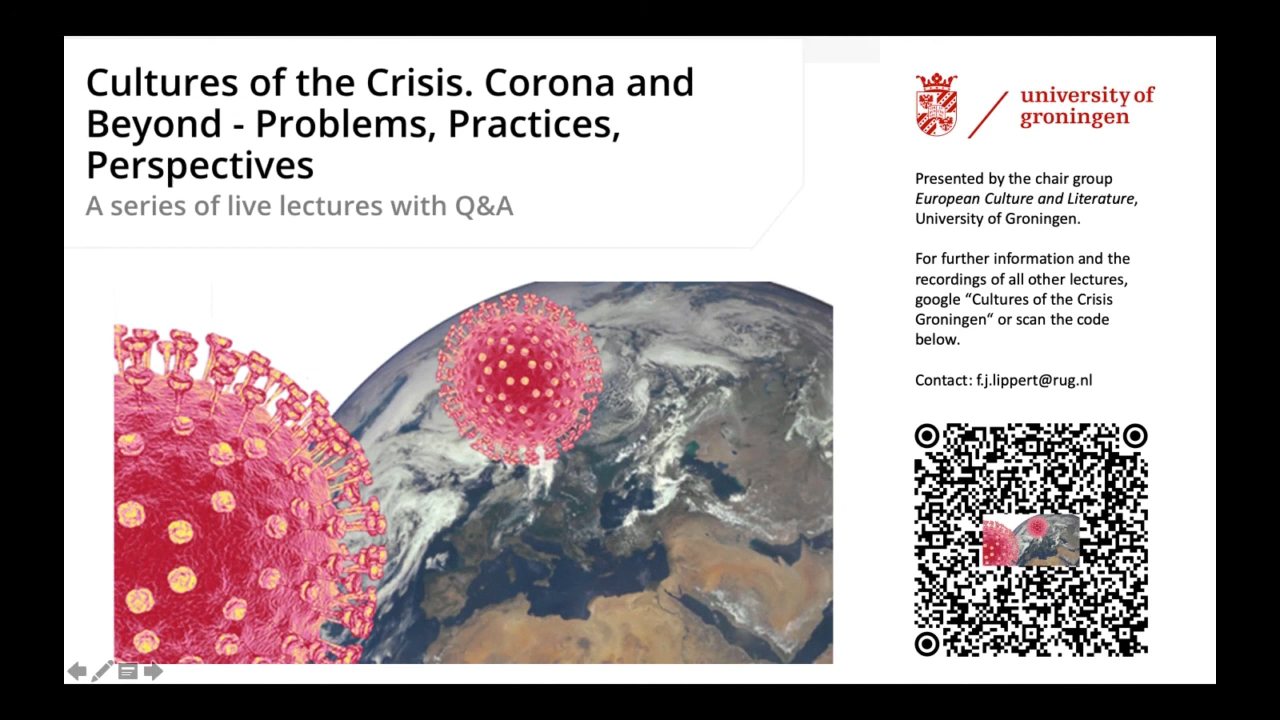 Cultures of the Crisis. Corona and
Beyond - Problems, Practices,
Perspectives
A series of live lectures with Q&A
university of
groningen
Presented by the chair group
European Culture and Literature,
University of Groningen.
For further information and the
recordings of all other lectures,
google “Cultures of the Crisis
Groningen“ or scan the code
below.
Contact: f.j.lippert@rug.nl